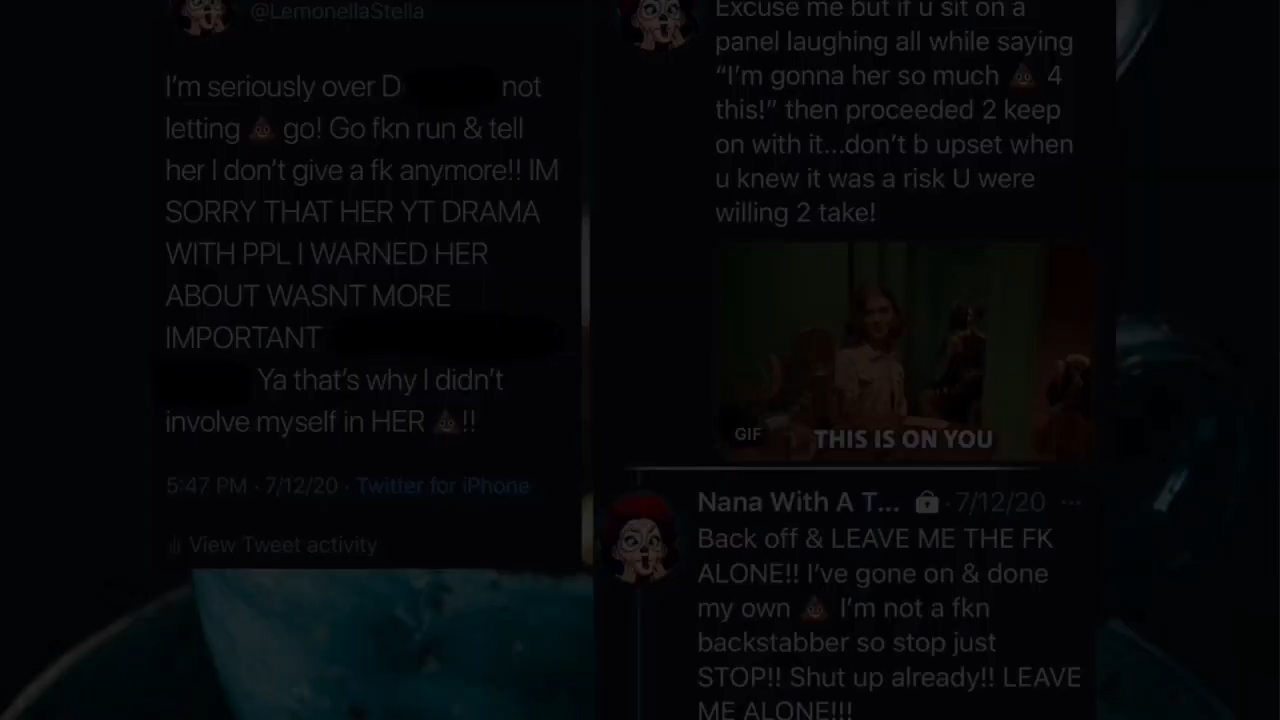 @LemonellaStella
I'm seriously over D not
letting 💩 go! Go fkn run & tell
her I don't give a fk anymore!! IM
SORRY THAT HER YT DRAMA
WITH PPL I WARNED HER
ABOUT WASNT MORE
IMPORTANT
Ya that's why I didn't
involve myself in HER 💩!!
5:47 PM · 7/12/20 · Twitter for iPhone
View Tweet activity
Excuse me but if u sit on a
panel laughing all while saying
“I'm gonna her so much 💩 4
this!” then proceeded 2 keep
on with it...don't b upset when
u knew it was a risk U were
willing 2 take!
GIF
THIS IS ON YOU
Nana With A T... · 7/12/20 ...
Back off & LEAVE ME THE FK
ALONE!! I've gone on & done
my own 💩 I'm not a fkn
backstabber so stop just
STOP!! Shut up already!! LEAVE
ME ALONE!!!